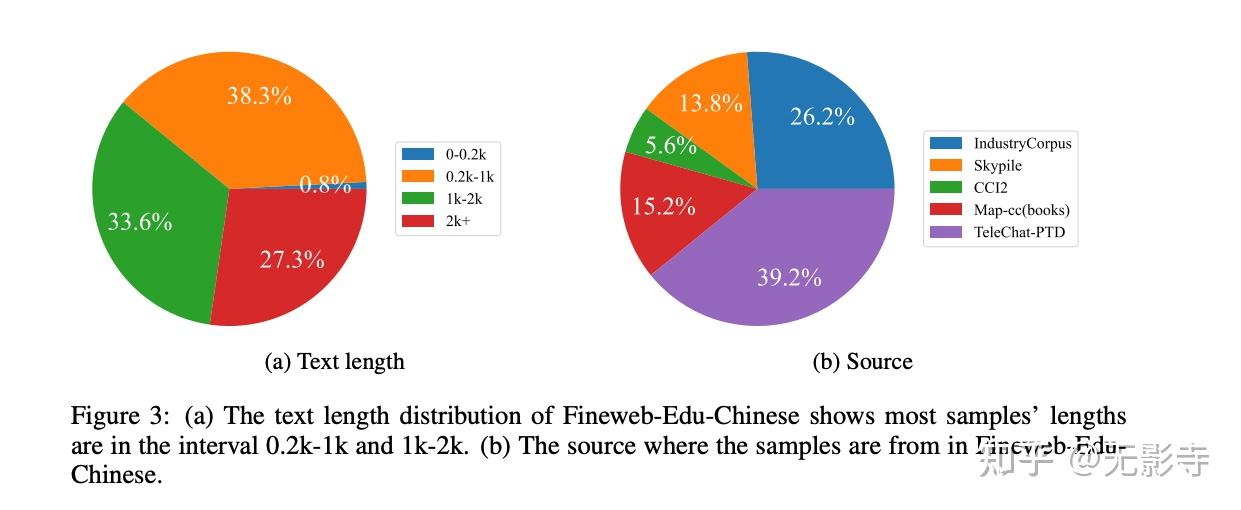 38.3%
0.8%
33.6%
27.3%
0-0.2k
0.2k-1k
1k-2k
2k+
(a) Text length
26.2%
13.8%
5.6%
15.2%
39.2%
IndustryCorpus
Skypile
CCI2
Map-cc(books)
TeleChat-PTD
(b) Source
Figure 3: (a) The text length distribution of Fineweb-Edu-Chinese shows most samples' lengths
are in the interval 0.2k-1k and 1k-2k. (b) The source where the samples are from in Fineweb-Edu-
Chinese.
知乎 @无影寺